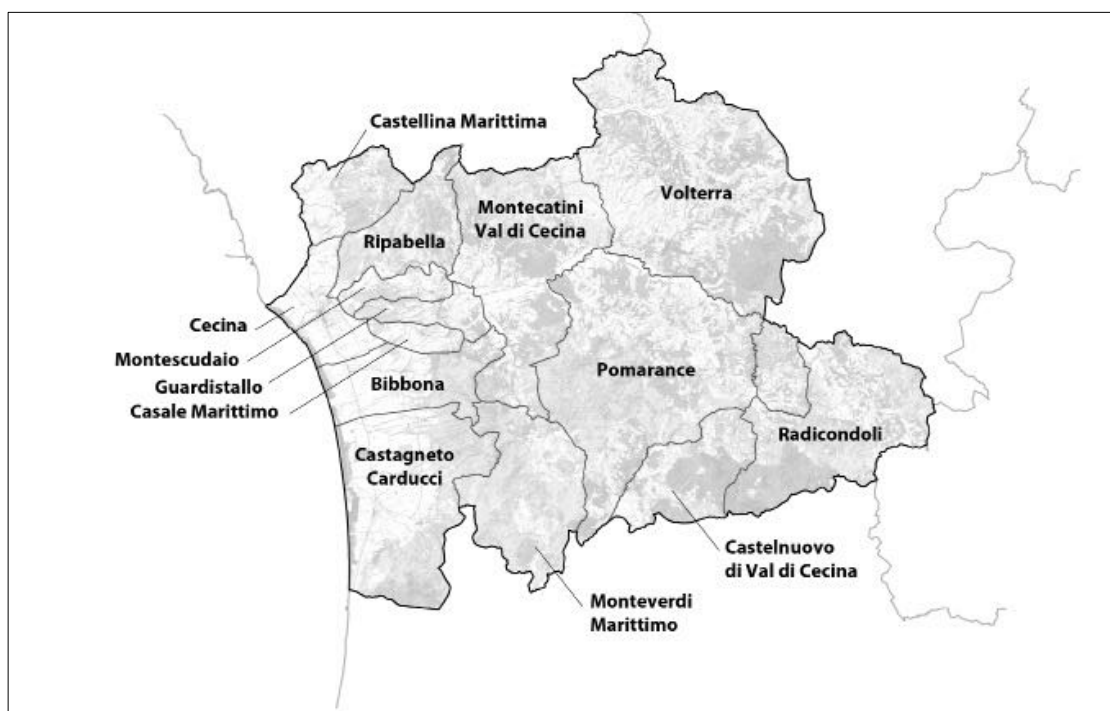 Castellina Marittima
Volterra
Montecatini
Val di Cecina
Ripabella
Cecina
Montescudaio
Guardistallo
Casale Marittimo
Bibbona
Pomarance
Radicondoli
Castagneto
Carducci
Castelnuovo
di Val di Cecina
Monteverdi
Marittimo